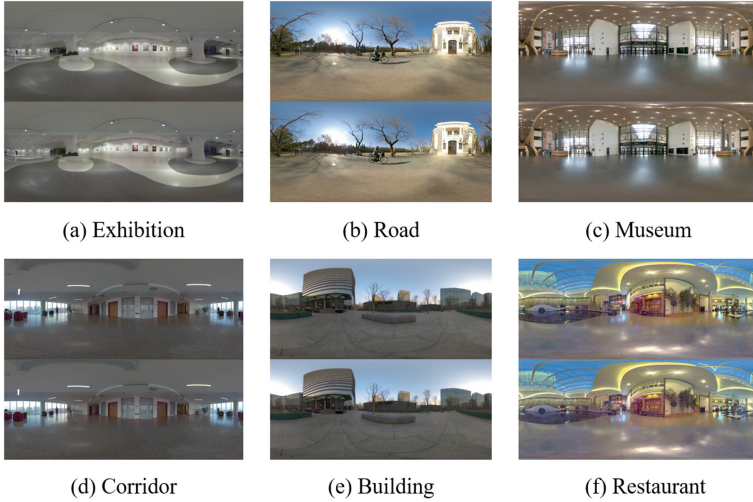 (a) Exhibition
(b) Road
(c) Museum
(d) Corridor
(e) Building
(f) Restaurant